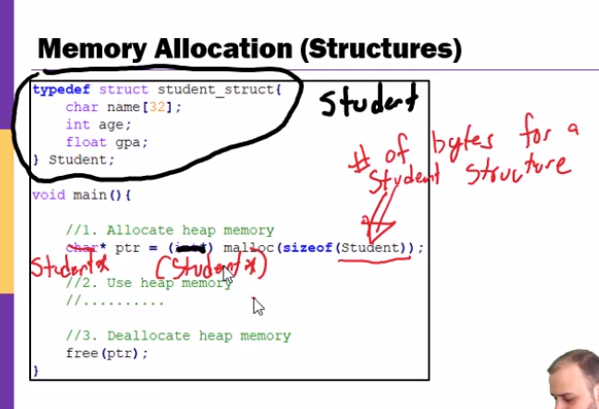 Memory Allocation (Structures)
typedef struct student_struct{
char name[32];
int age;
float gpa;
} Student;
Student
# of bytes for a
Student Structure
void main(){
//1. Allocate heap memory
char* ptr = ( ) malloc(sizeof(Student));
Student* (Student*)
//2. Use heap memory
//..........
//3. Deallocate heap memory
free(ptr);
}